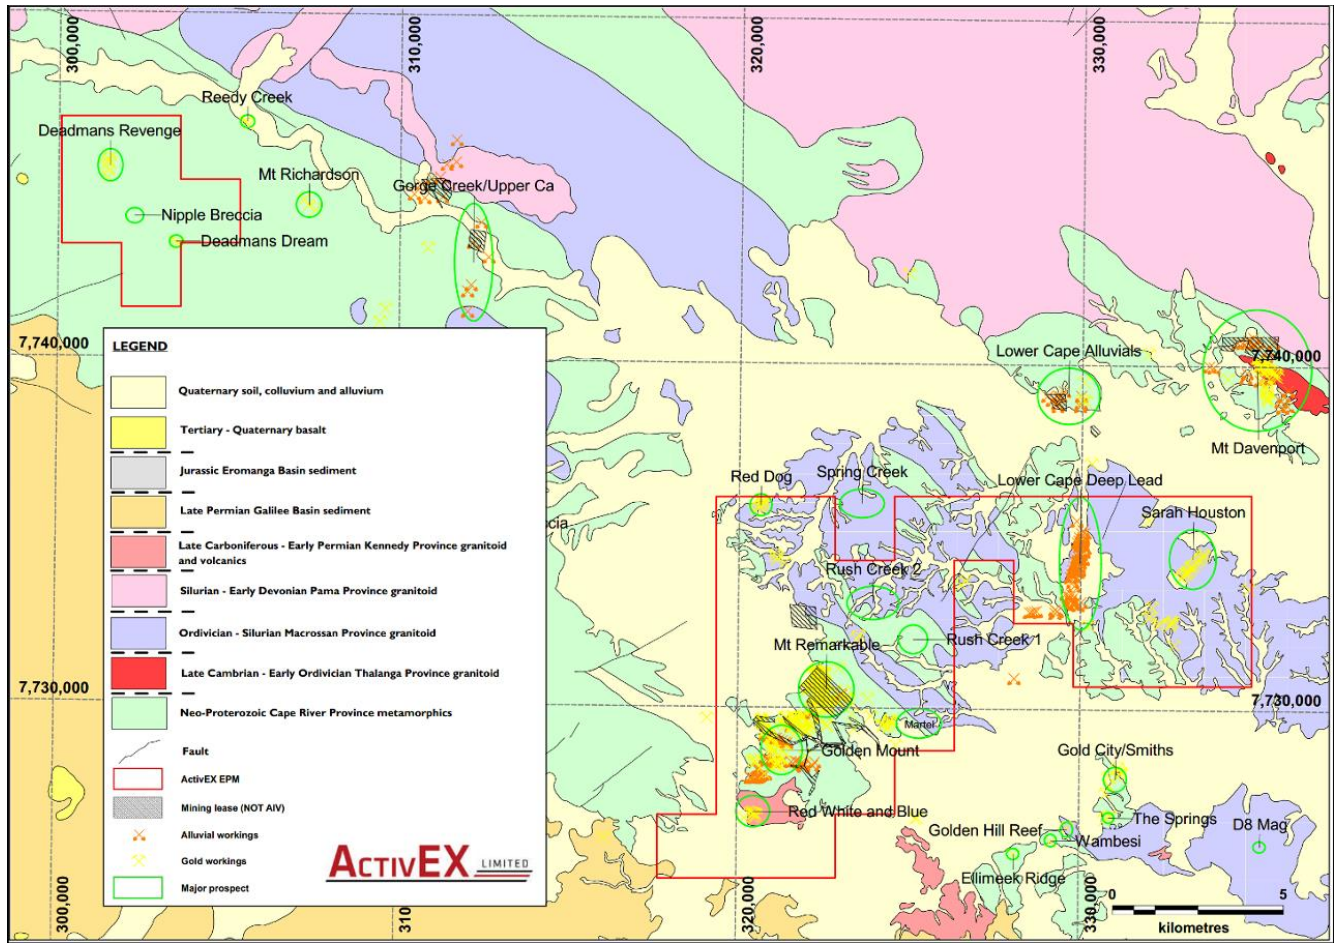 300,000
310,000
320,000
330,000
Reedy Creek
Deadmans Revenge
Mt Richardson
Gorge Creek/Upper Ca
Nipple Breccia
Deadmans Dream
7,740,000
Lower Cape Alluvials
7,740,000
Mt Davenport
LEGEND
Quaternary soil, colluvium and alluvium
Tertiary - Quaternary basalt
Jurassic Eromanga Basin sediment
Late Permian Galilee Basin sediment
Late Carboniferous - Early Permian Kennedy Province granitoid
and volcanics
Silurian - Early Devonian Pama Province granitoid
Ordivician - Silurian Macrossan Province granitoid
Late Cambrian - Early Ordivician Thalanga Province granitoid
Neo-Proterozoic Cape River Province metamorphics
Fault
ActivEX EPM
Mining lease (NOT AIV)
Alluvial workings
Gold workings
Major prospect
ACTIVEX LIMITED
Red Dog
Spring Creek
Lower Cape Deep Lead
Sarah Houston
cia
Rush Creek 2
Rush Creek 1
Mt Remarkable
7,730,000
7,730,000
Martel
Golden Mount
Gold City/Smiths
Red White and Blue
The Springs
D8 Mag
Golden Hill Reef
Wambesi
Ellimeek Ridge
300,000
310
320,000
330,000
0
5
kilometres